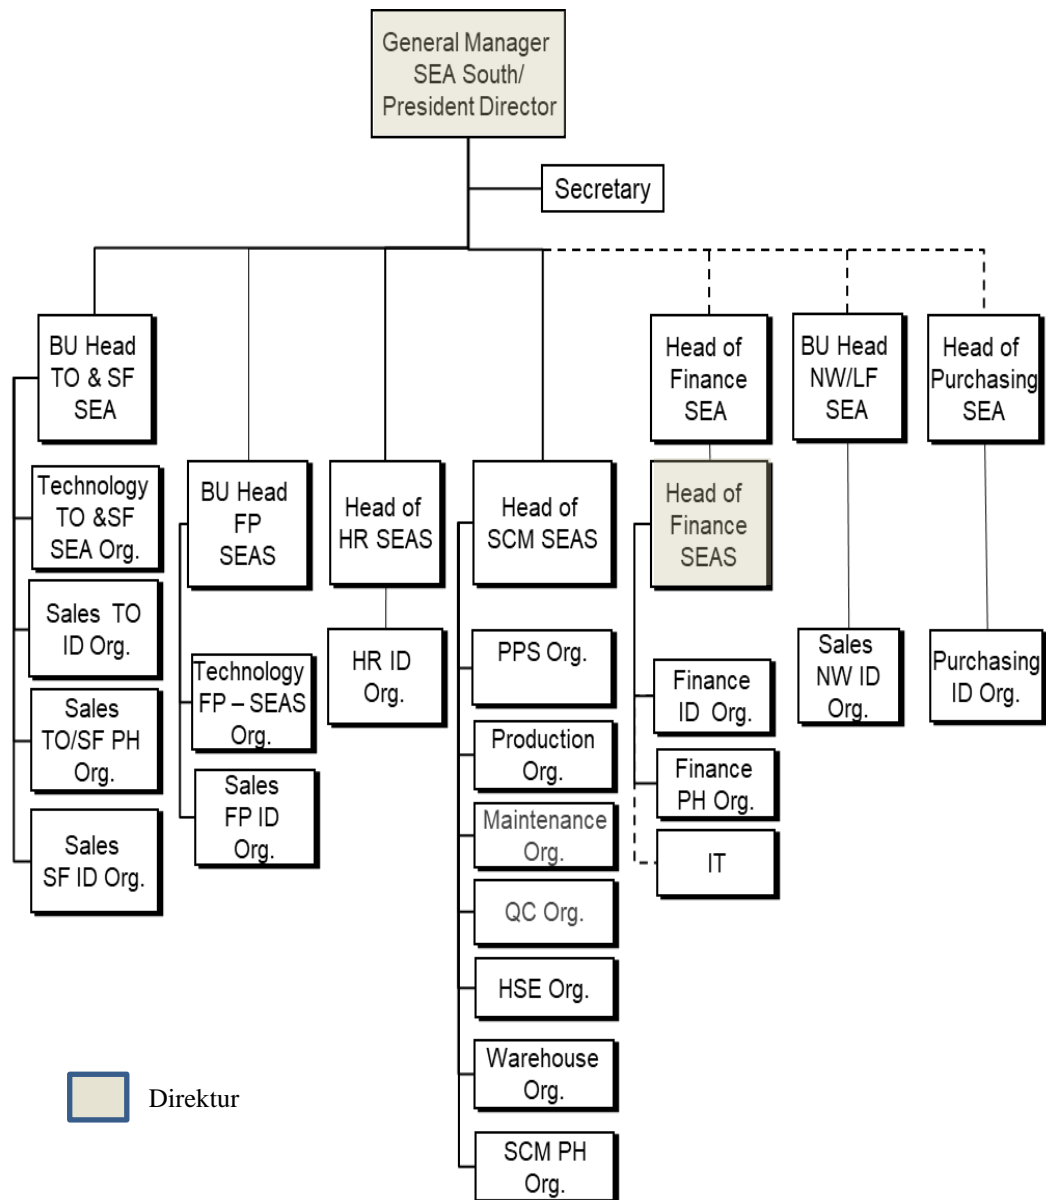 General Manager
SEA South/
President Director
Secretary
BU Head
TO & SF
SEA
Head of
Finance
SEA
BU Head
NW/LF
SEA
Head of
Purchasing
SEA
Technology
TO &SF
SEA Org.
Sales TO
ID Org.
Sales
TO/SF PH
Org.
Sales
SF ID Org.
BU Head
FP
SEAS
Technology
FP – SEAS
Org.
Sales
FP ID
Org.
Head of
HR SEAS
HR ID
Org.
Head of
SCM SEAS
PPS Org.
Production
Org.
Maintenance
Org.
QC Org.
HSE Org.
Warehouse
Org.
SCM PH
Org.
Head of
Finance
SEAS
Finance
ID Org.
Finance
PH Org.
IT
Sales
NW ID
Org.
Purchasing
ID Org.
Direktur